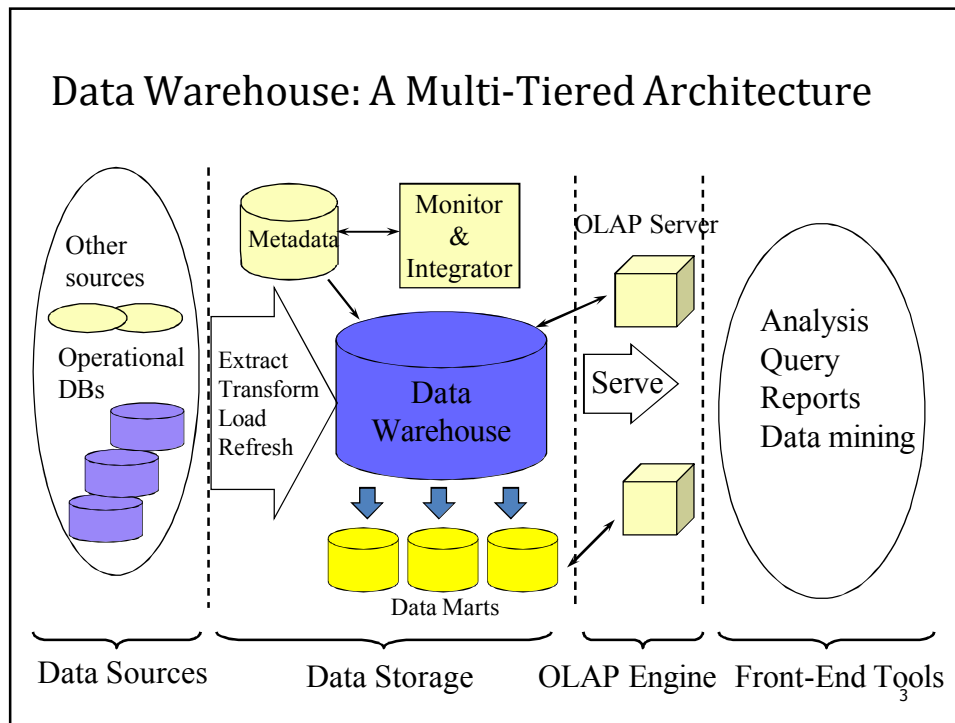 Data Warehouse: A Multi-Tiered Architecture
Other
sources
Operational
DBs
Extract
Transform
Load
Refresh
Metadata
Monitor
&
Integrator
Data
Warehouse
Data Marts
OLAP Server
Serve
Analysis
Query
Reports
Data mining
Data Sources
Data Storage
OLAP Engine
Front-End Tools
3